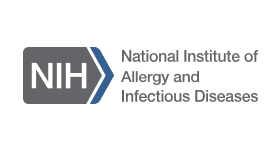 NIH
National Institute of
Allergy and
Infectious Diseases